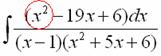 ∫ (x² − 19x + 6)dx / (x − 1)(x² + 5x + 6)